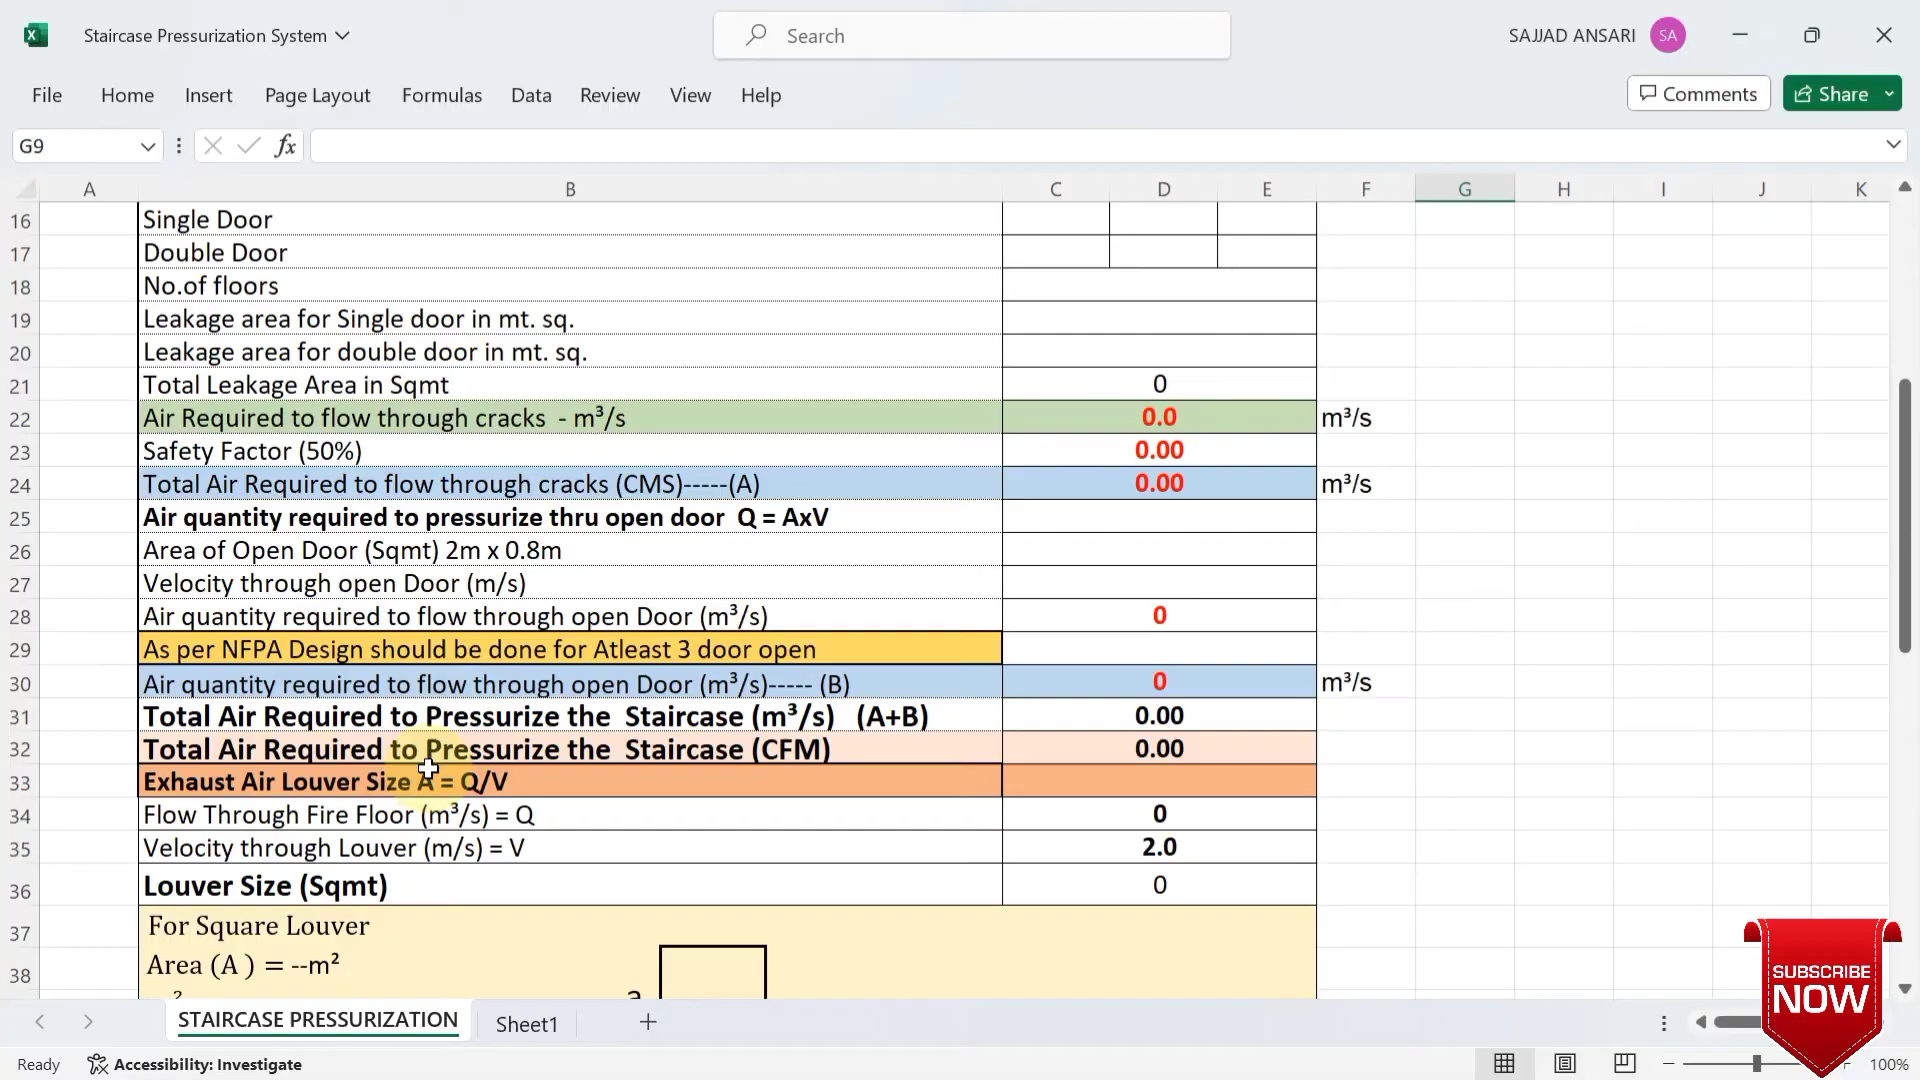 Staircase Pressurization System
Search
SAJJAD ANSARI
SA
File Home Insert Page Layout Formulas Data Review View Help
Comments Share
G9
fx
A B C D E F G H I J K
16 Single Door
17 Double Door
18 No.of floors
19 Leakage area for Single door in mt. sq.
20 Leakage area for double door in mt. sq.
21 Total Leakage Area in Sqmt 0
22 Air Required to flow through cracks - m³/s 0.0 m³/s
23 Safety Factor (50%) 0.00
24 Total Air Required to flow through cracks (CMS)-----(A) 0.00 m³/s
25 Air quantity required to pressurize thru open door Q = AxV
26 Area of Open Door (Sqmt) 2m x 0.8m
27 Velocity through open Door (m/s)
28 Air quantity required to flow through open Door (m³/s) 0
29 As per NFPA Design should be done for Atleast 3 door open
30 Air quantity required to flow through open Door (m³/s)----- (B) 0 m³/s
31 Total Air Required to Pressurize the Staircase (m³/s) (A+B) 0.00
32 Total Air Required to Pressurize the Staircase (CFM) 0.00
33 Exhaust Air Louver Size A = Q/V
34 Flow Through Fire Floor (m³/s) = Q 0
35 Velocity through Louver (m/s) = V 2.0
36 Louver Size (Sqmt) 0
37 For Square Louver
38 Area (A ) = --m²
a
SUBSCRIBE
NOW
STAIRCASE PRESSURIZATION Sheet1
Ready Accessibility: Investigate 100%